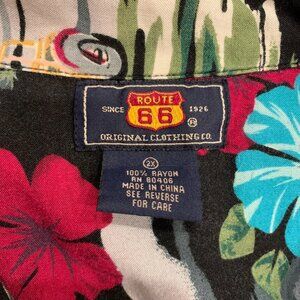 ROUTE
SINCE 66 1926
ORIGINAL CLOTHING CO.
2X
100% RAYON
RN 80406
MADE IN CHINA
SEE REVERSE
FOR CARE